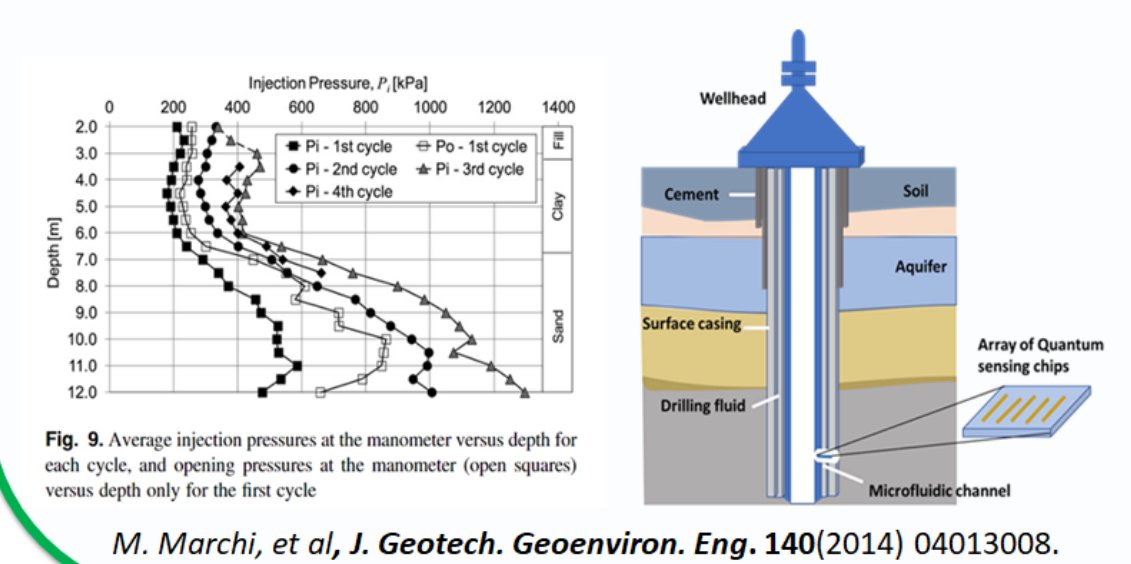 Injection Pressure, Pi [kPa]
0 200 400 600 800 1000 1200 1400
Depth [m]
2.0
3.0
4.0
5.0
6.0
7.0
8.0
9.0
10.0
11.0
12.0
Pi - 1st cycle Po - 1st cycle
Pi - 2nd cycle Pi - 3rd cycle
Pi - 4th cycle
Fill
Clay
Sand
Fig. 9. Average injection pressures at the manometer versus depth for
each cycle, and opening pressures at the manometer (open squares)
versus depth only for the first cycle
Wellhead
Cement
Soil
Aquifer
Surface casing
Array of Quantum
sensing chips
Drilling fluid
Microfluidic channel
M. Marchi, et al, J. Geotech. Geoenviron. Eng. 140(2014) 04013008.